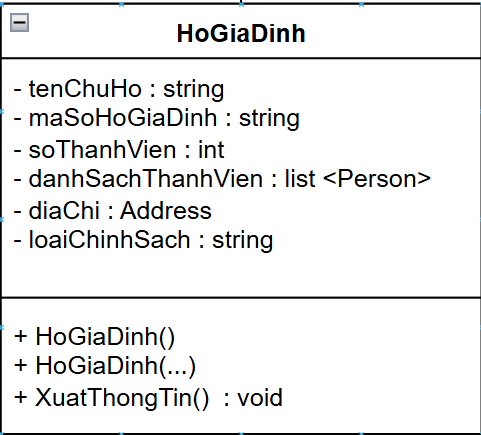 HoGiaDinh
- tenChuHo : string
- maSoHoGiaDinh : string
- soThanhVien : int
- danhSachThanhVien : list <Person>
- diaChi : Address
- loaiChinhSach : string
+ HoGiaDinh()
+ HoGiaDinh(...)
+ XuatThongTin() : void